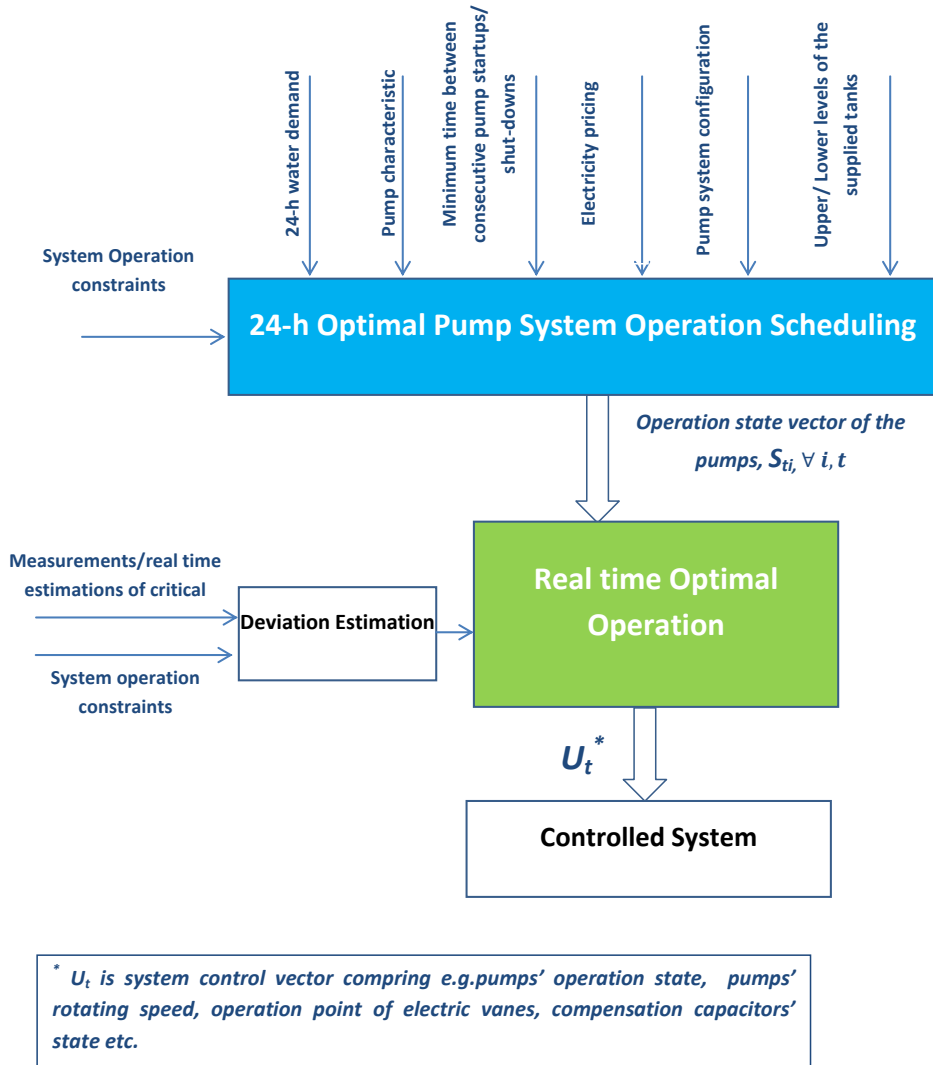 24-h water demand
Pump characteristic
Minimum time between
consecutive pump startups/
shut-downs
Electricity pricing
Pump system configuration
Upper/ Lower levels of the
supplied tanks
System Operation
constraints
24-h Optimal Pump System Operation Scheduling
Operation state vector of the
pumps, Sti, ∀ i, t
Measurements/real time
estimations of critical
Deviation Estimation
System operation
constraints
Real time Optimal
Operation
Ut*
Controlled System
* Ut is system control vector compring e.g.pumps' operation state, pumps'
rotating speed, operation point of electric vanes, compensation capacitors'
state etc.